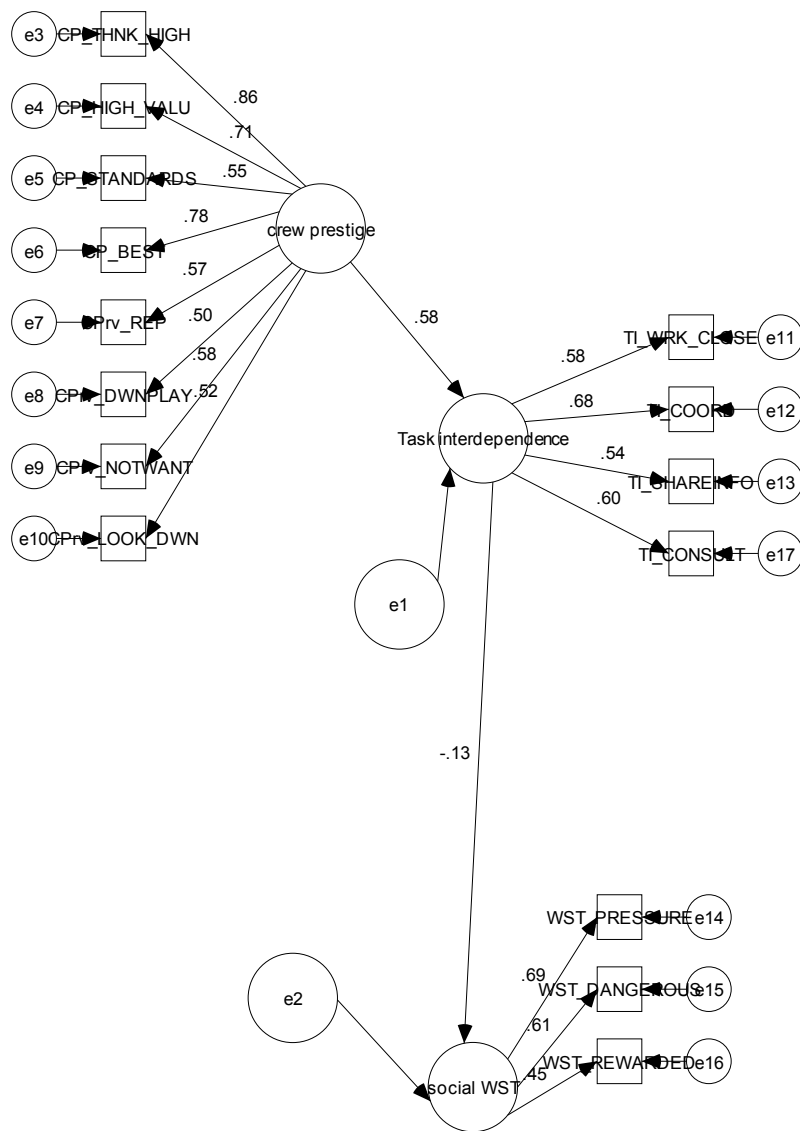 e3 CP_THNK_HIGH
.86
e4 CP_HIGH_VALU
.71
e5 CP_STANDARDS
.55
.78
crew prestige
e6 CP_BEST
.57
e7 CPrv_REP
.50
.58
.58
e11 TI_WRK_CLOSE
.58
e8 CPrv_DWNPLAY
.52
.68
e12 TI_COORD
Task interdependence
.54
e9 CPrv_NOTWANT
TI_SHAREINFO e13
.60
e10 CPrv_LOOK_DWN
TI_CONSULT e17
e1
-.13
WST_PRESSURE e14
.69
WST_DANGEROUS e15
e2
.61
WST_REWARDED e16
.45
social WST